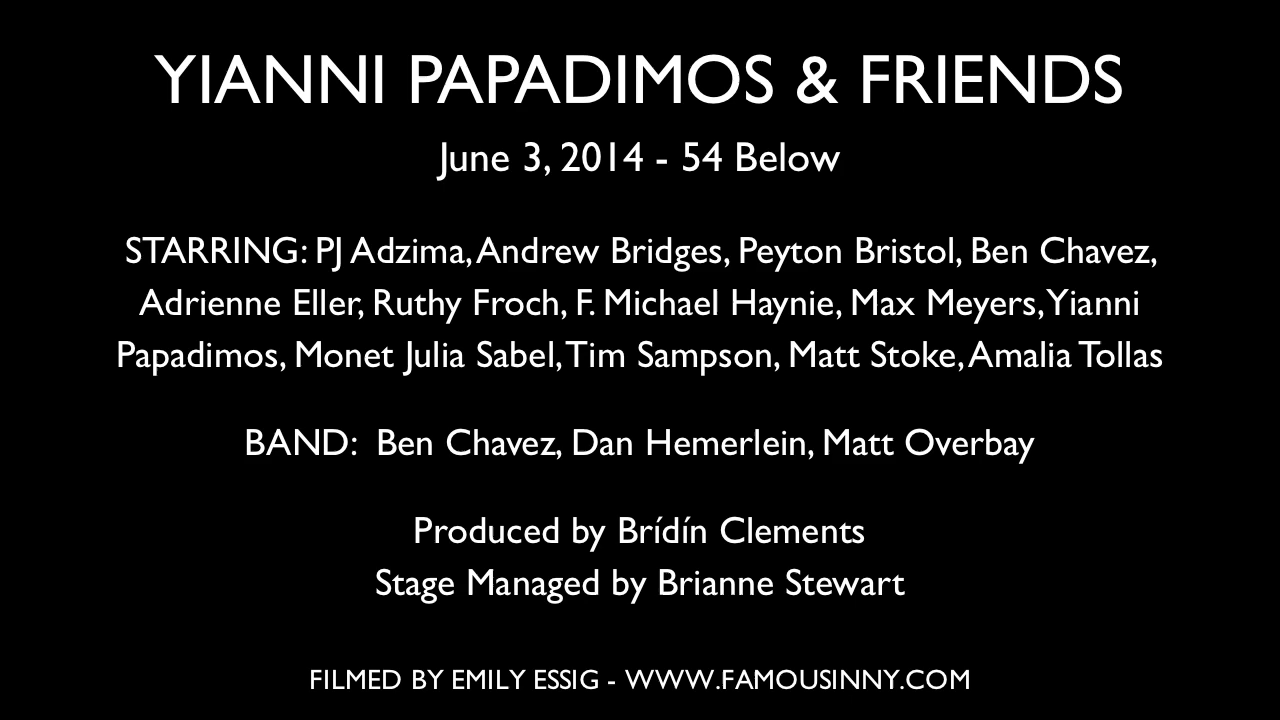 YIANNI PAPADIMOS & FRIENDS
June 3, 2014 - 54 Below
STARRING: PJ Adzima, Andrew Bridges, Peyton Bristol, Ben Chavez,
Adrienne Eller, Ruthy Froch, F. Michael Haynie, Max Meyers, Yianni
Papadimos, Monet Julia Sabel, Tim Sampson, Matt Stoke, Amalia Tollas
BAND:  Ben Chavez, Dan Hemerlein, Matt Overbay
Produced by Brídín Clements
Stage Managed by Brianne Stewart
FILMED BY EMILY ESSIG - WWW.FAMOUSINNY.COM